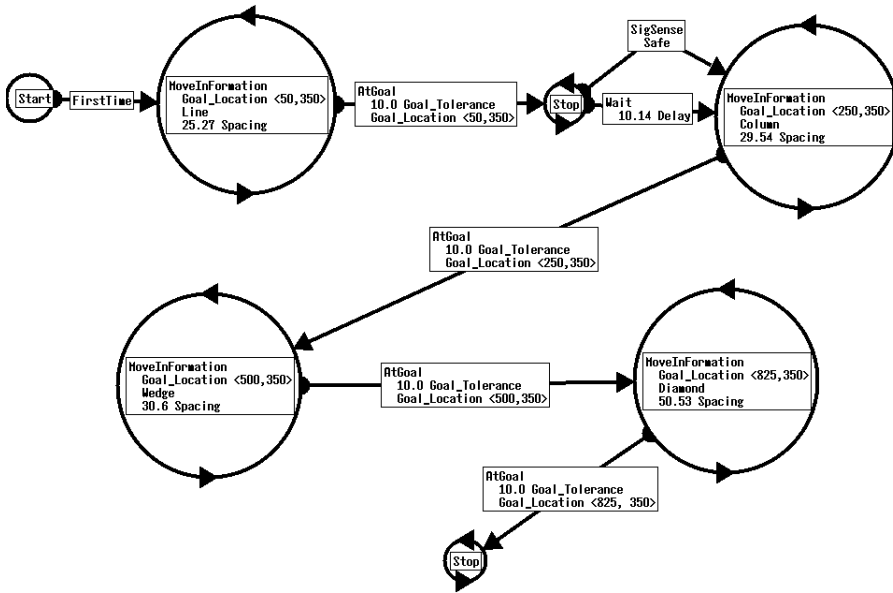 Start
FirstTime
MoveInFormation
Goal_Location <50,350>
Line
25.27 Spacing
AtGoal
10.0 Goal_Tolerance
Goal_Location <50,350>
Stop
SigSense
Safe
Wait
10.14 Delay
MoveInFormation
Goal_Location <250,350>
Column
29.54 Spacing
AtGoal
10.0 Goal_Tolerance
Goal_Location <250,350>
MoveInFormation
Goal_Location <500,350>
Wedge
30.6 Spacing
AtGoal
10.0 Goal_Tolerance
Goal_Location <500,350>
MoveInFormation
Goal_Location <825,350>
Diamond
50.53 Spacing
AtGoal
10.0 Goal_Tolerance
Goal_Location <825, 350>
Stop